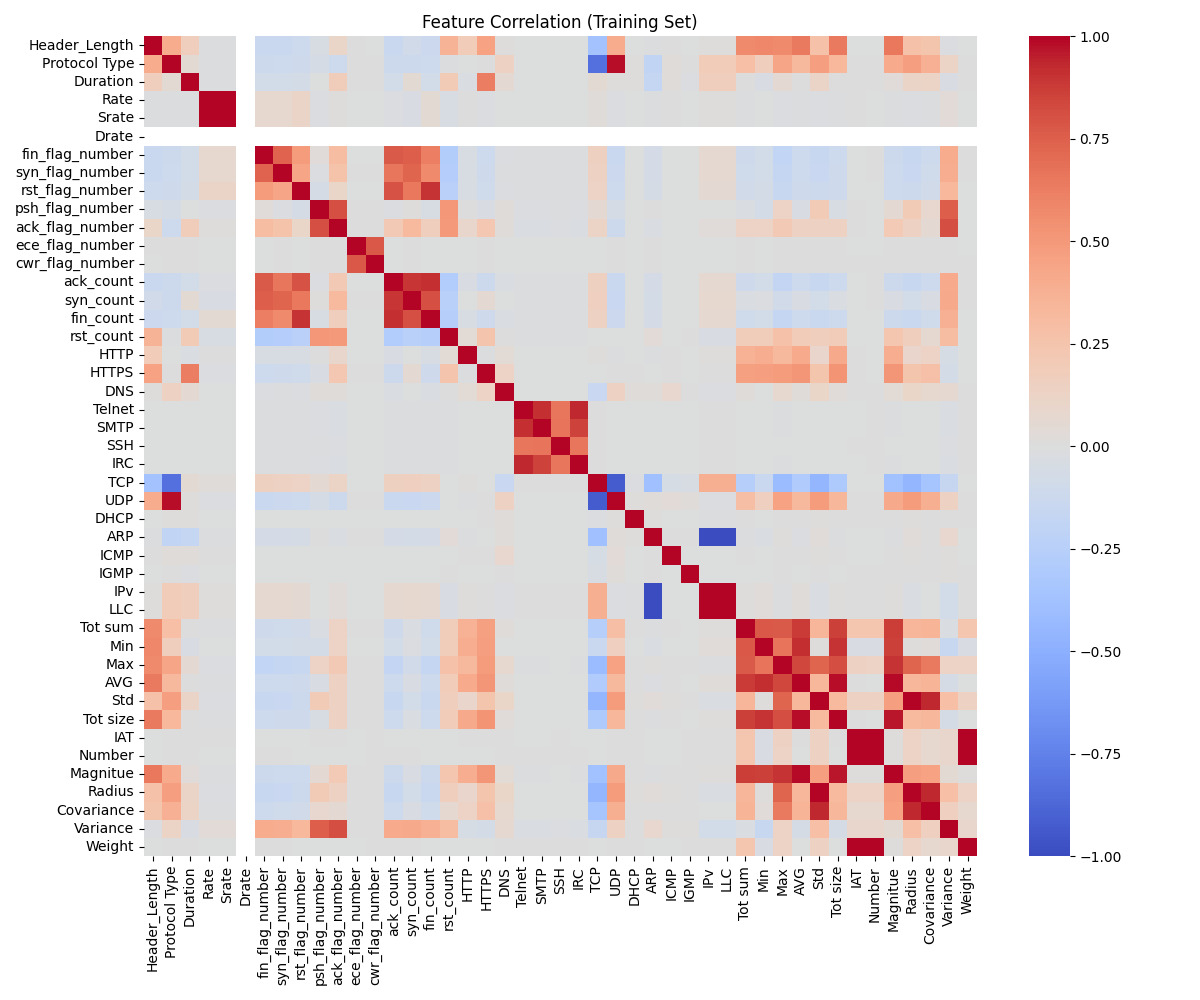 Feature Correlation (Training Set)
Header_Length
Protocol Type
Duration
Rate
Srate
Drate
fin_flag_number
syn_flag_number
rst_flag_number
psh_flag_number
ack_flag_number
ece_flag_number
cwr_flag_number
ack_count
syn_count
fin_count
rst_count
HTTP
HTTPS
DNS
Telnet
SMTP
SSH
IRC
TCP
UDP
DHCP
ARP
ICMP
IGMP
IPv
LLC
Tot sum
Min
Max
AVG
Std
Tot size
IAT
Number
Magnitue
Radius
Covariance
Variance
Weight
Header_Length
Protocol Type
Duration
Rate
Srate
Drate
fin_flag_number
syn_flag_number
rst_flag_number
psh_flag_number
ack_flag_number
ece_flag_number
cwr_flag_number
ack_count
syn_count
fin_count
rst_count
HTTP
HTTPS
DNS
Telnet
SMTP
SSH
IRC
TCP
UDP
DHCP
ARP
ICMP
IGMP
IPv
LLC
Tot sum
Min
Max
AVG
Std
Tot size
IAT
Number
Magnitue
Radius
Covariance
Variance
Weight
1.00
0.75
0.50
0.25
0.00
−0.25
−0.50
−0.75
−1.00